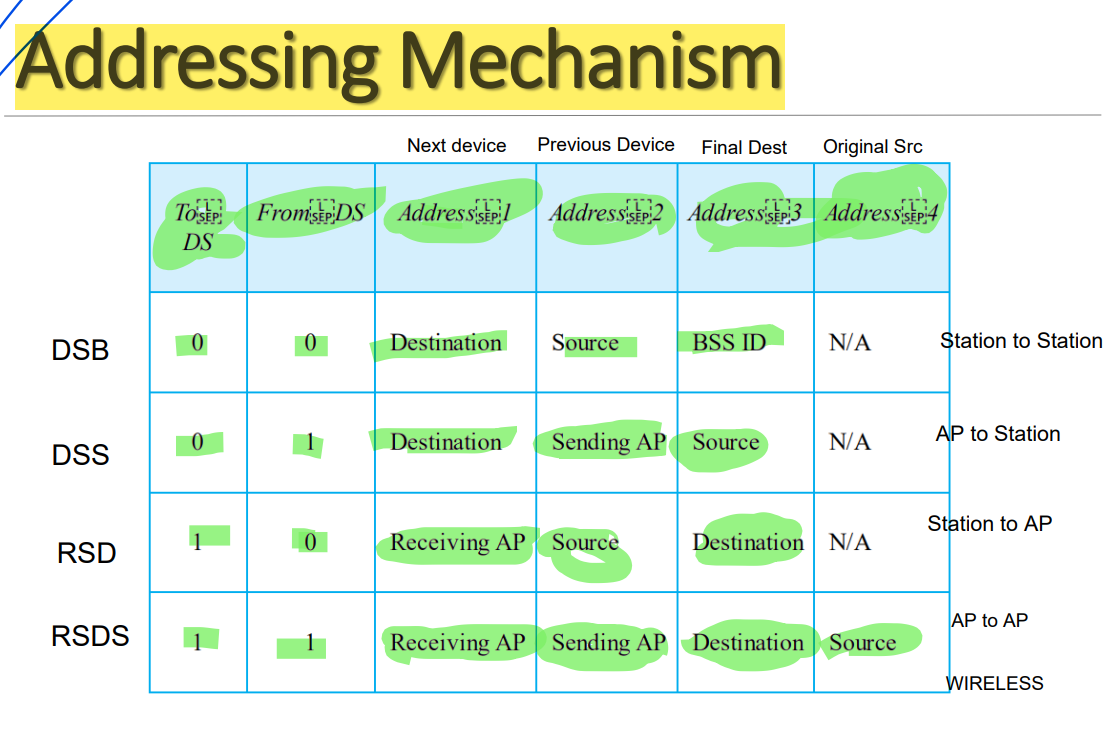 Addressing Mechanism
Next device Previous Device Final Dest Original Src
To DS From DS Address 1 Address 2 Address 3 Address 4
DSB 0 0 Destination Source BSS ID N/A Station to Station
DSS 0 1 Destination Sending AP Source N/A AP to Station
RSD 1 0 Receiving AP Source Destination N/A Station to AP
RSDS 1 1 Receiving AP Sending AP Destination Source AP to AP
WIRELESS